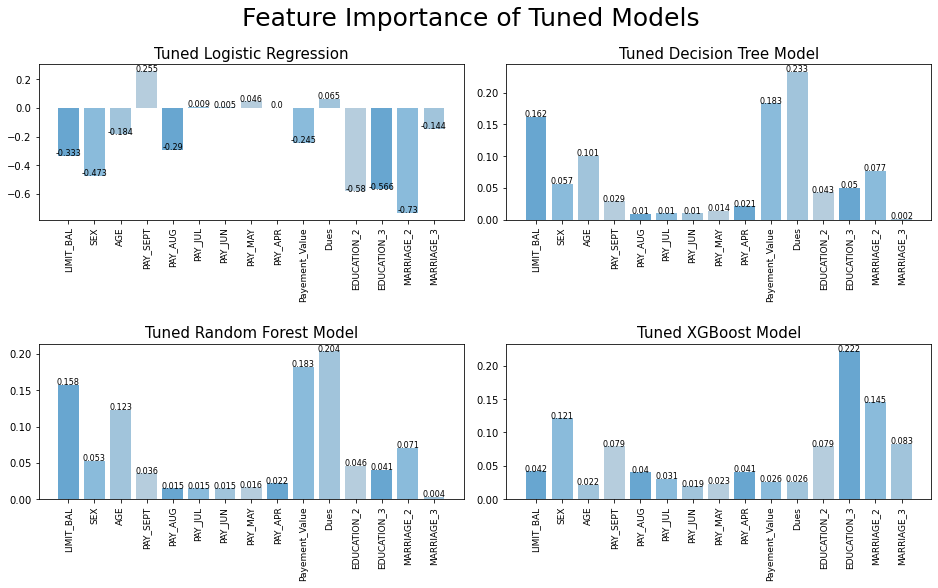 Feature Importance of Tuned Models
Tuned Logistic Regression
0.2
0.0
−0.2
−0.4
−0.6
-0.333
-0.473
-0.184
0.255
-0.29
0.009
0.005
0.046
0.0
-0.245
0.065
-0.58
-0.566
-0.73
-0.144
LIMIT_BAL
SEX
AGE
PAY_SEPT
PAY_AUG
PAY_JUL
PAY_JUN
PAY_MAY
PAY_APR
Payement_Value
Dues
EDUCATION_2
EDUCATION_3
MARRIAGE_2
MARRIAGE_3
Tuned Decision Tree Model
0.20
0.15
0.10
0.05
0.00
0.162
0.057
0.101
0.029
0.01
0.01
0.01
0.014
0.021
0.183
0.233
0.043
0.05
0.077
0.002
LIMIT_BAL
SEX
AGE
PAY_SEPT
PAY_AUG
PAY_JUL
PAY_JUN
PAY_MAY
PAY_APR
Payement_Value
Dues
EDUCATION_2
EDUCATION_3
MARRIAGE_2
MARRIAGE_3
Tuned Random Forest Model
0.20
0.15
0.10
0.05
0.00
0.158
0.053
0.123
0.036
0.015
0.015
0.015
0.016
0.022
0.183
0.204
0.046
0.041
0.071
0.004
LIMIT_BAL
SEX
AGE
PAY_SEPT
PAY_AUG
PAY_JUL
PAY_JUN
PAY_MAY
PAY_APR
Payement_Value
Dues
EDUCATION_2
EDUCATION_3
MARRIAGE_2
MARRIAGE_3
Tuned XGBoost Model
0.20
0.15
0.10
0.05
0.00
0.042
0.121
0.022
0.079
0.04
0.031
0.019
0.023
0.041
0.026
0.026
0.079
0.222
0.145
0.083
LIMIT_BAL
SEX
AGE
PAY_SEPT
PAY_AUG
PAY_JUL
PAY_JUN
PAY_MAY
PAY_APR
Payement_Value
Dues
EDUCATION_2
EDUCATION_3
MARRIAGE_2
MARRIAGE_3